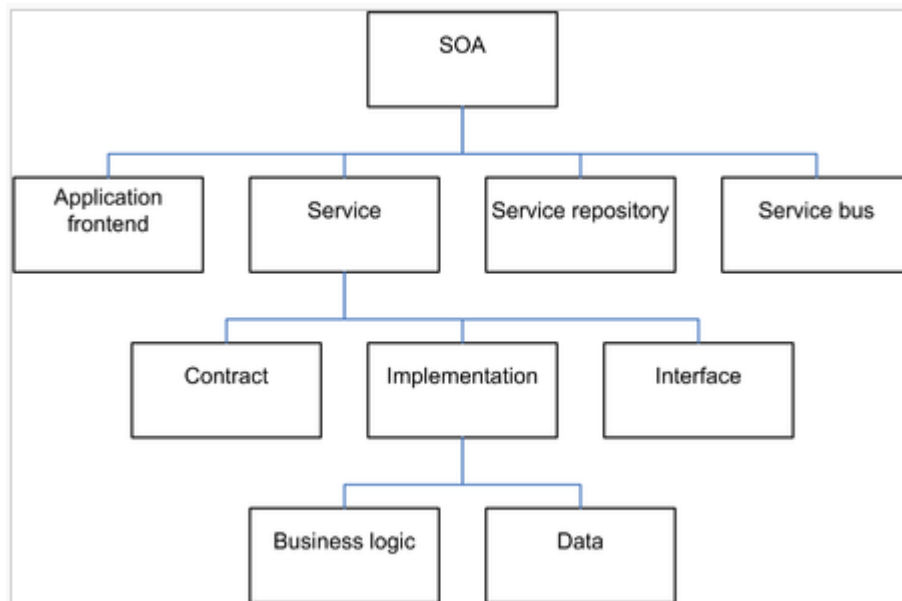 SOA
Application
frontend
Service
Service repository
Service bus
Contract
Implementation
Interface
Business logic
Data